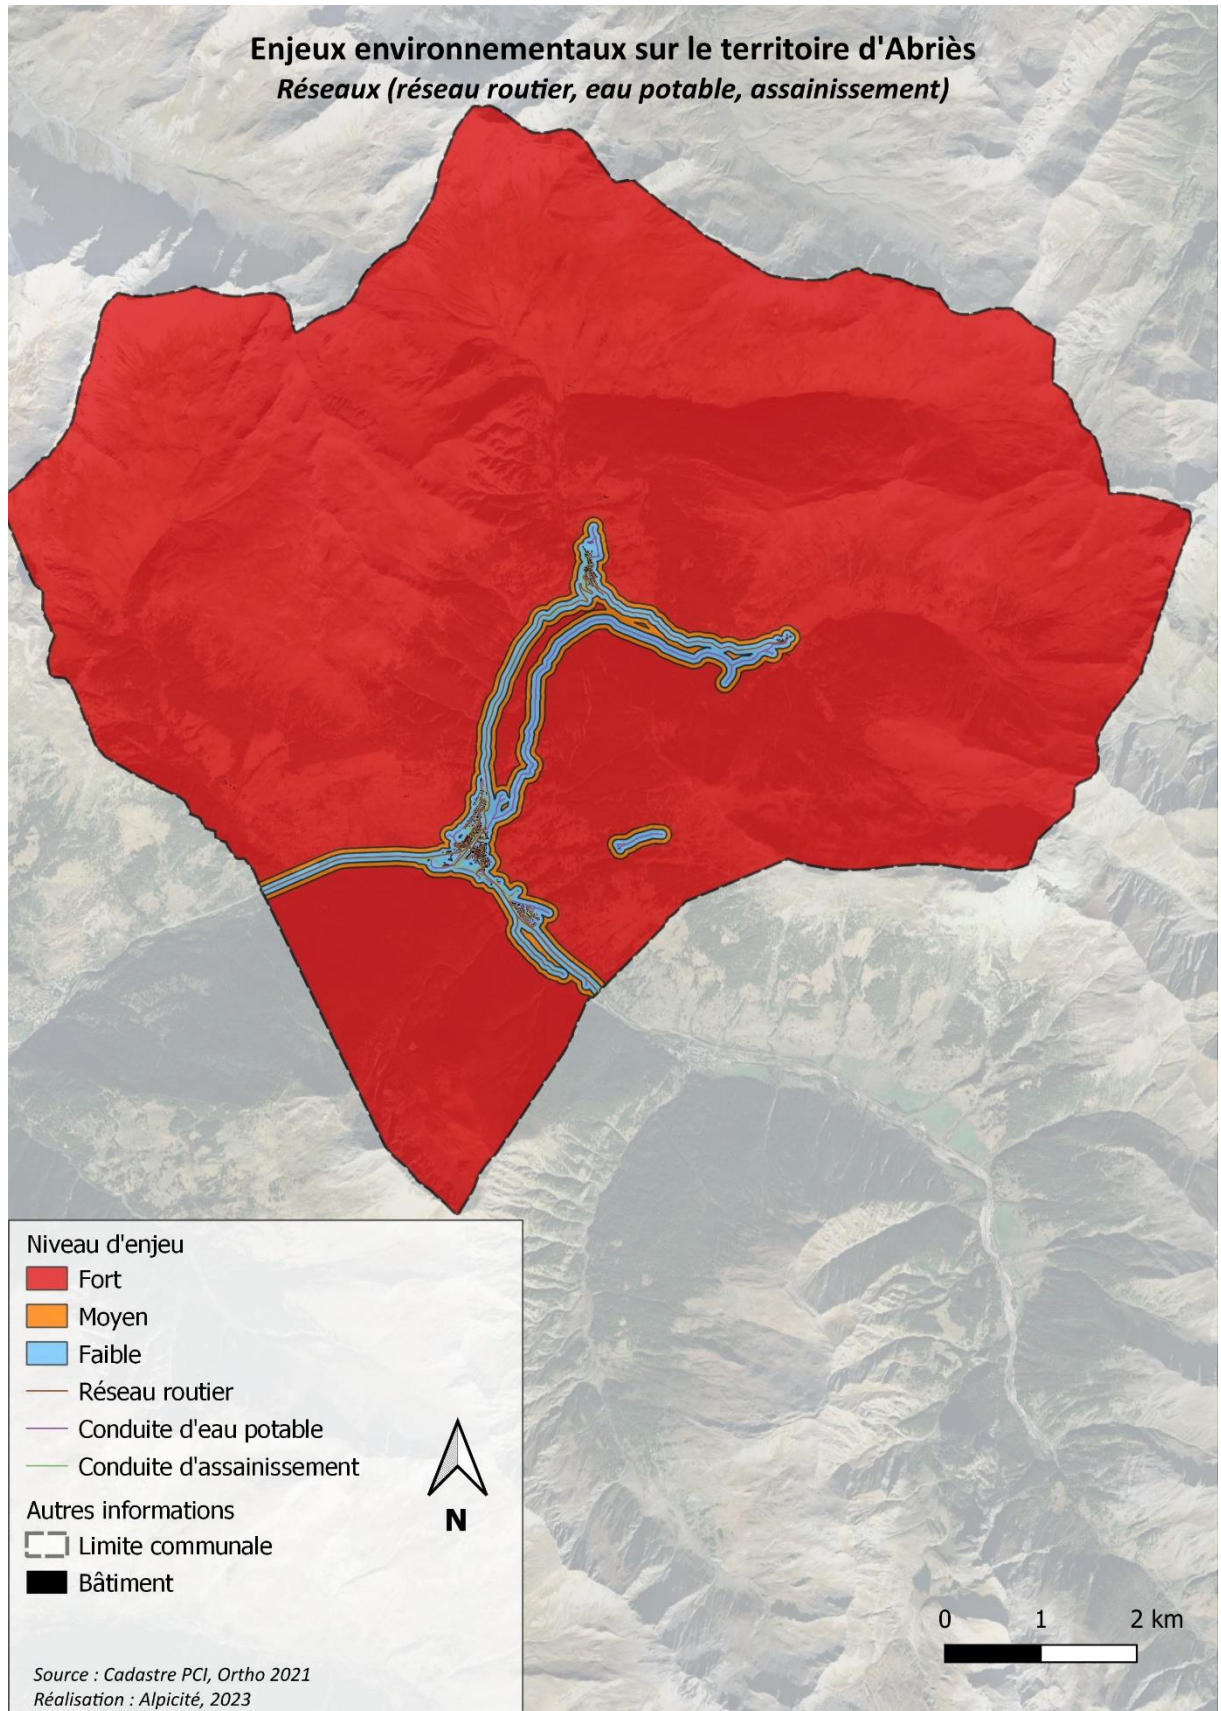 Enjeux environnementaux sur le territoire d'Abriès
Réseaux (réseau routier, eau potable, assainissement)
Niveau d'enjeu
Fort
Moyen
Faible
Réseau routier
Conduite d'eau potable
Conduite d'assainissement
Autres informations
Limite communale
Bâtiment
N
0 1 2 km
Source : Cadastre PCI, Ortho 2021
Réalisation : Alpicité, 2023